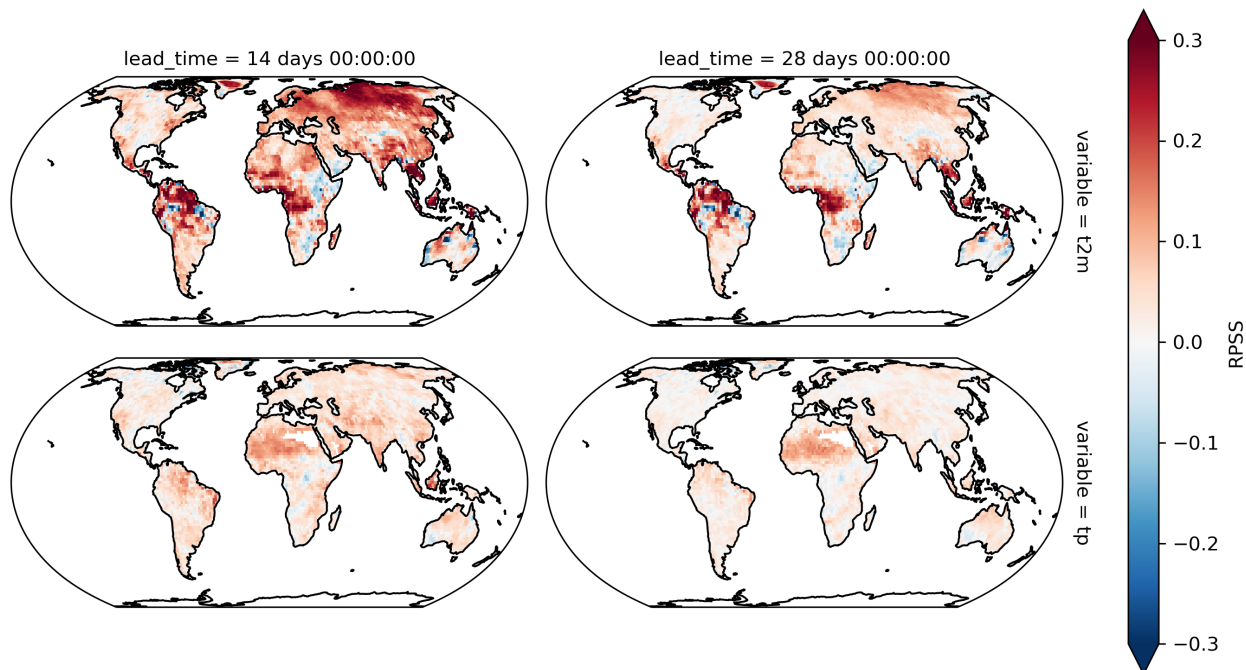 lead_time = 14 days 00:00:00
lead_time = 28 days 00:00:00
variable = t2m
variable = tp
0.3
0.2
0.1
0.0
−0.1
−0.2
−0.3
RPSS